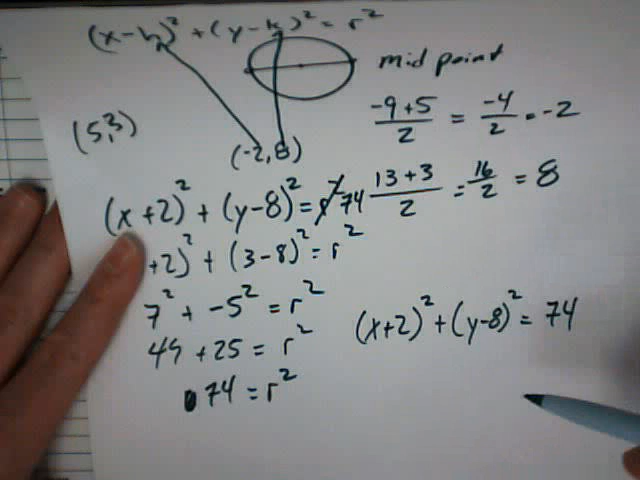 (x-h)² + (y-k)² = r²
mid point
(5,3)
-9+5/2 = -4/2 = -2
(-2,8)
13+3/2 = 16/2 = 8
(x+2)² + (y-8)² = 74
+2)² + (3-8)² = r²
7² + -5² = r²
49 + 25 = r²
74 = r²
(x+2)² + (y-8)² = 74